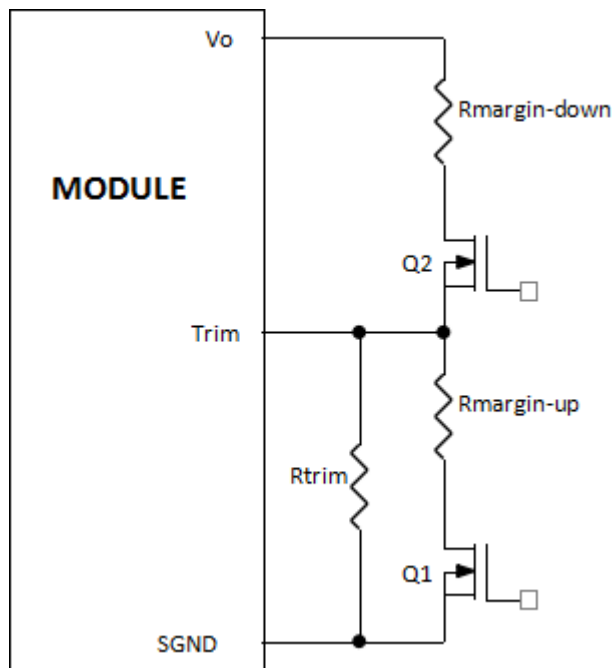 Vo
Rmargin-down
MODULE
Q2
Trim
Rmargin-up
Rtrim
Q1
SGND